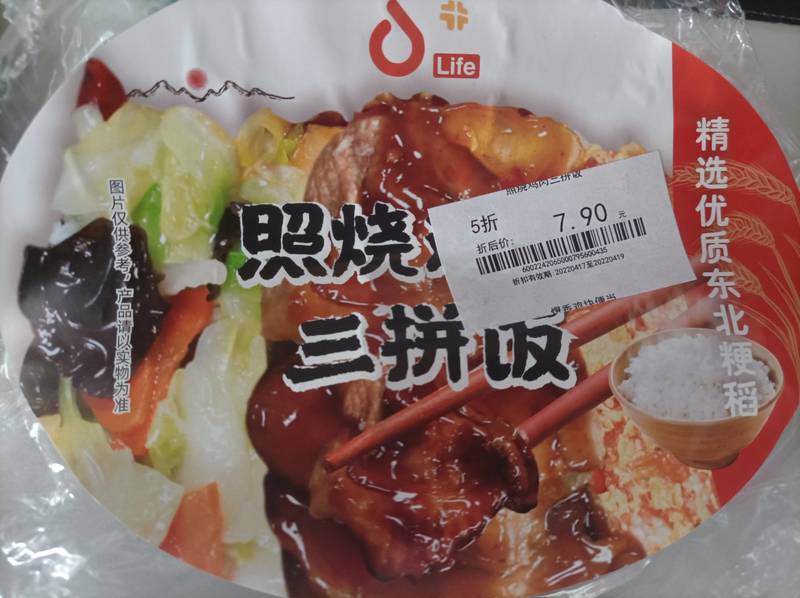 Life
精选优质东北粳稻
图片仅供参考,产品请以实物为准
照烧
三拼饭
照烧鸡肉三拼饭
5折
7.90 元
折后价:
6002242065000795600435
折扣有效期 20220417至20220419